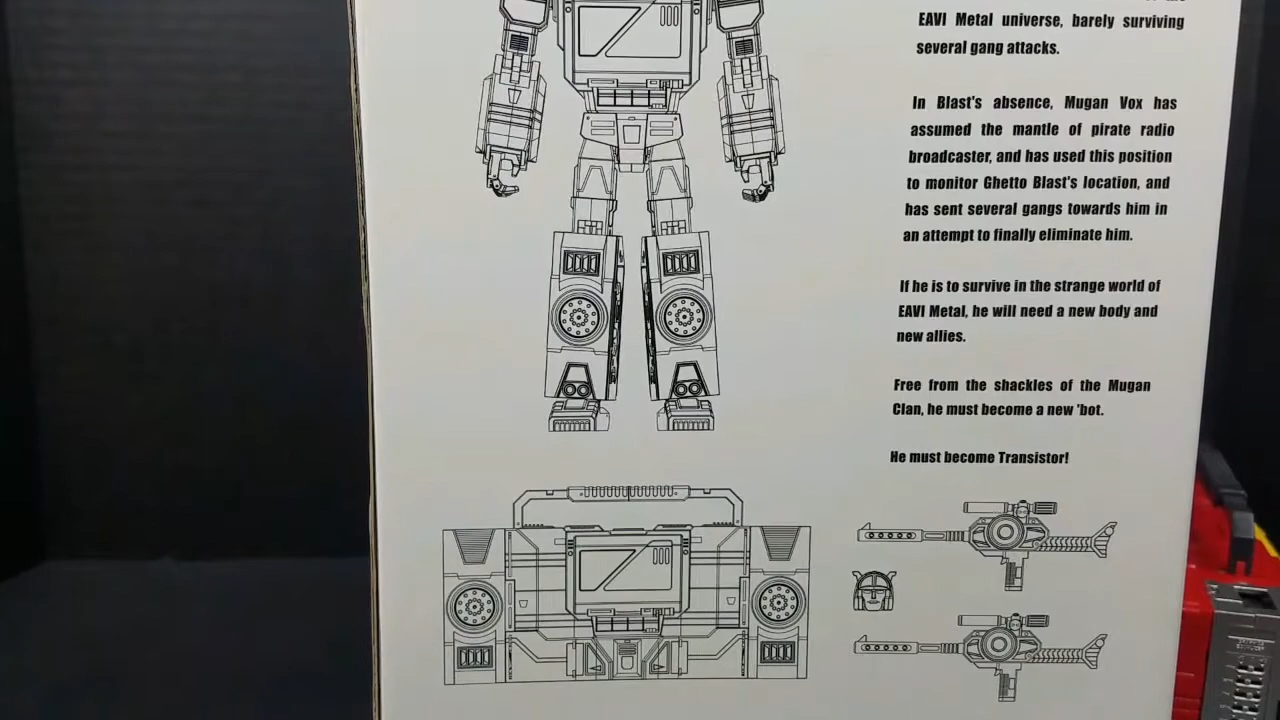 EAVI Metal universe, barely surviving
several gang attacks.
In Blast's absence, Mugan Vox has
assumed the mantle of pirate radio
broadcaster, and has used this position
to monitor Ghetto Blast's location, and
has sent several gangs towards him in
an attempt to finally eliminate him.
If he is to survive in the strange world of
EAVI Metal, he will need a new body and
new allies.
Free from the shackles of the Mugan
Clan, he must become a new 'bot.
He must become Transistor!